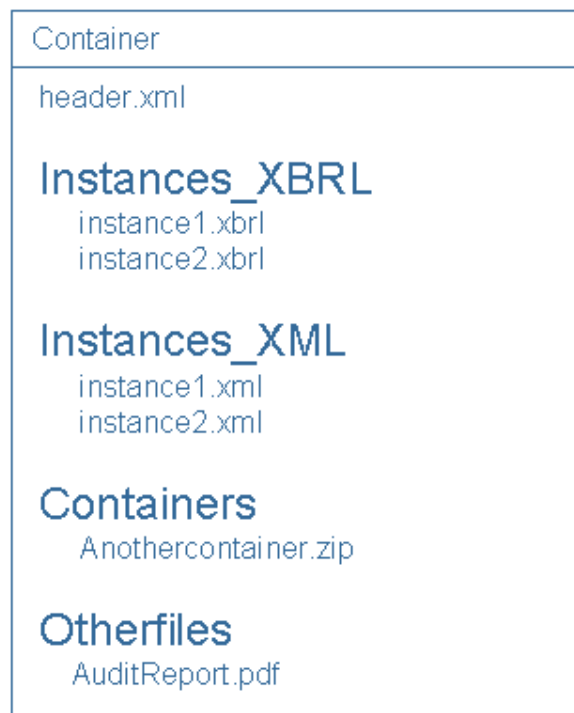 Container
header.xml
Instances_XBRL
instance1.xbrl
instance2.xbrl
Instances_XML
instance1.xml
instance2.xml
Containers
Anothercontainer.zip
Otherfiles
AuditReport.pdf